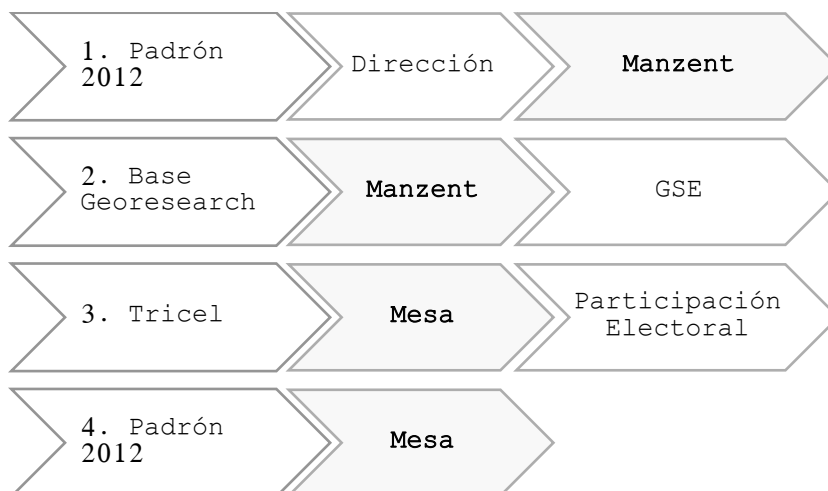 1. Padrón
2012
Dirección
Manzent
2. Base
Georesearch
Manzent
GSE
3. Tricel
Mesa
Participación
Electoral
4. Padrón
2012
Mesa